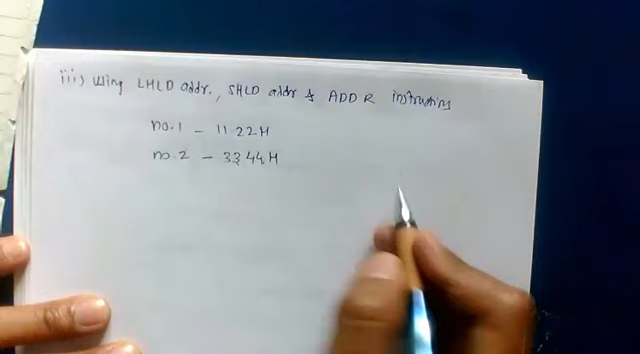 iii) using LHLD addr., SHLD addr & ADD R instructions
no.1 - 1122H
no.2 - 3344H